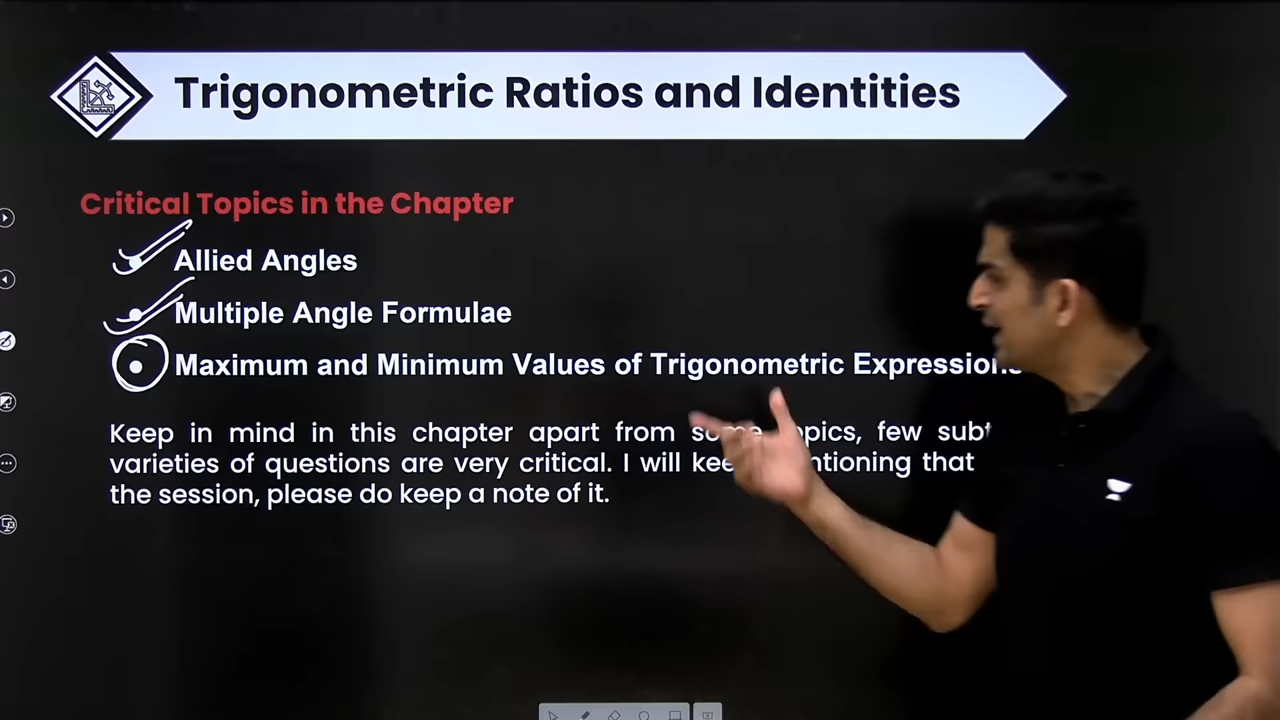 Trigonometric Ratios and Identities
Critical Topics in the Chapter
Allied Angles
Multiple Angle Formulae
Maximum and Minimum Values of Trigonometric Expressions
Keep in mind in this chapter apart from some topics, few
varieties of questions are very critical. I will that
the session, please do keep a note of it.